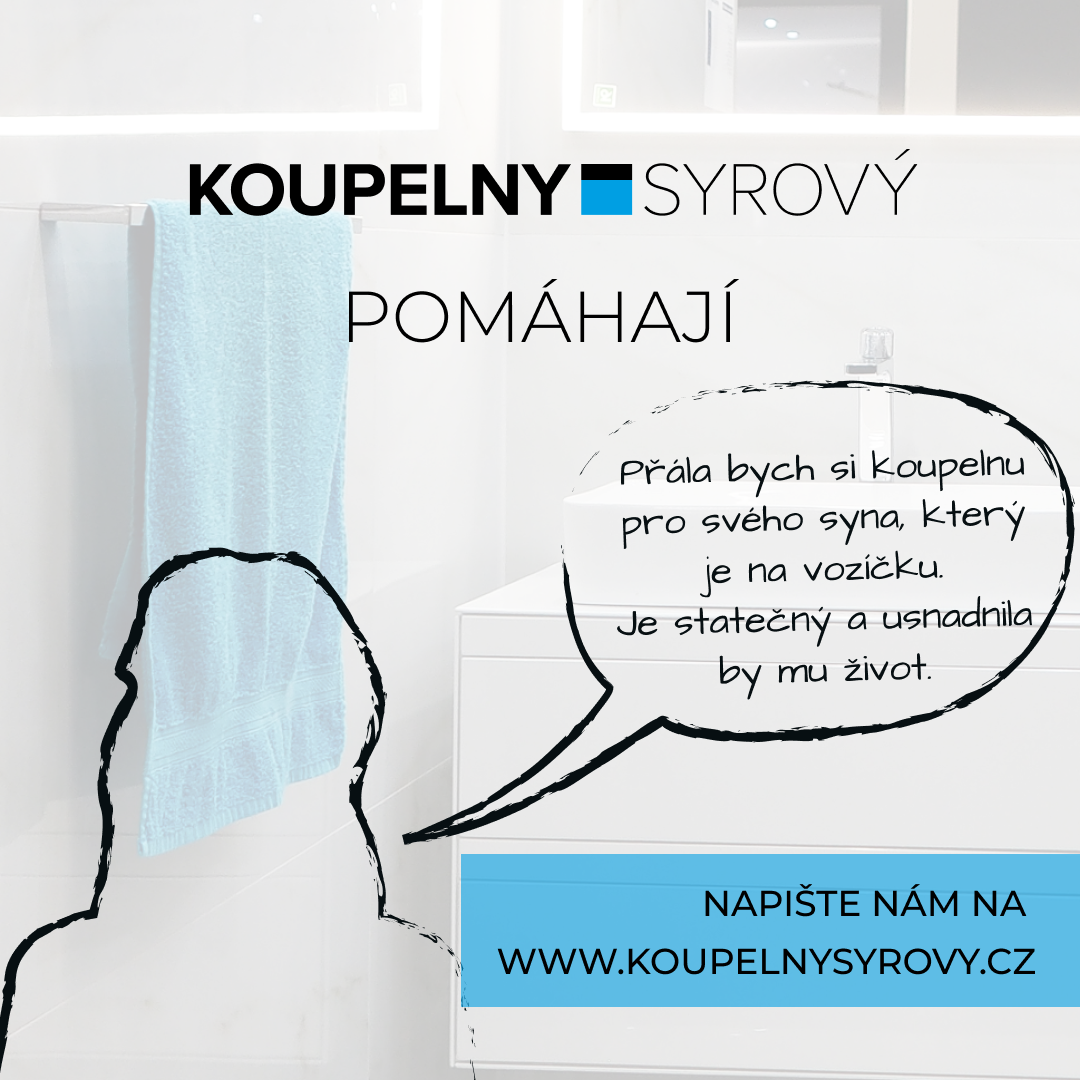 KOUPELNY SYROVÝ
POMÁHAJÍ
Přála bych si koupelnu
pro svého syna, který
je na vozíčku.
Je statečný a usnadnila
by mu život.
NAPIŠTE NÁM NA
WWW.KOUPELNYSYROVY.CZ